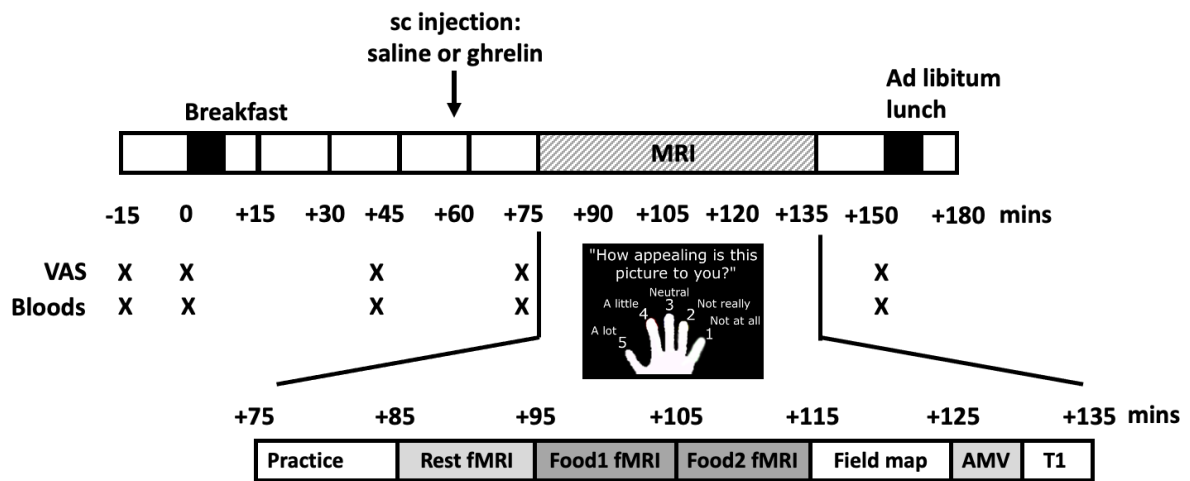 sc injection:
saline or ghrelin
Ad libitum
lunch
Breakfast
MRI
-15 0 +15 +30 +45 +60 +75 +90 +105 +120 +135 +150 +180 mins
VAS X X X X X
Bloods X X X X X
"How appealing is this
picture to you?"
Neutral
A little 3 Not really
4 2 Not at all
A lot 1
5
+75 +85 +95 +105 +115 +125 +135 mins
Practice Rest fMRI Food1 fMRI Food2 fMRI Field map AMV T1